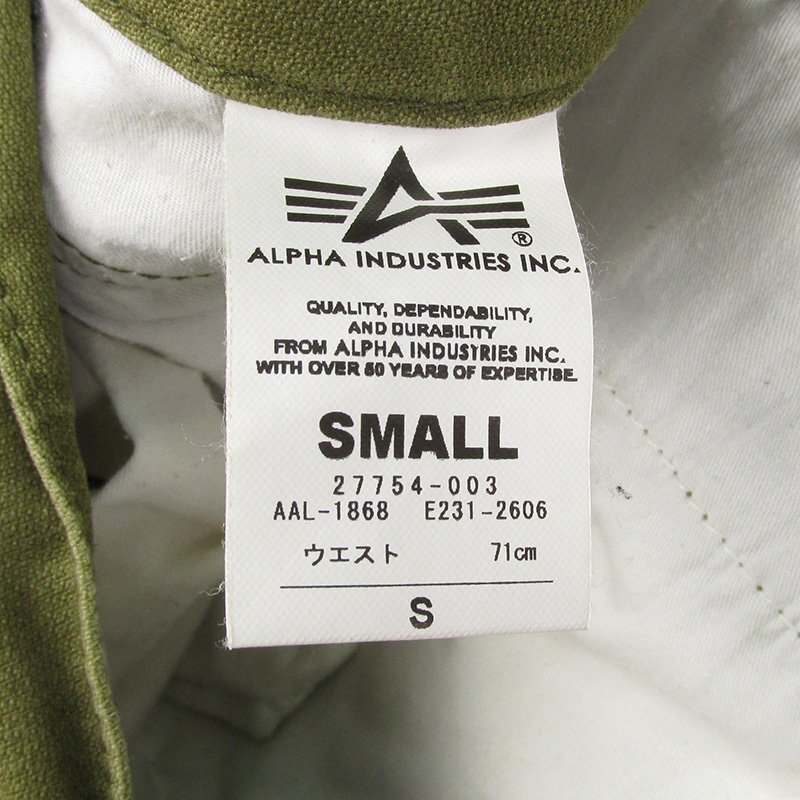 ®
ALPHA INDUSTRIES INC.
QUALITY, DEPENDABILITY,
AND DURABILITY
FROM ALPHA INDUSTRIES INC.
WITH OVER 50 YEARS OF EXPERTISE.
SMALL
27754-003
AAL-1868 E231-2606
ウエスト 71cm
S